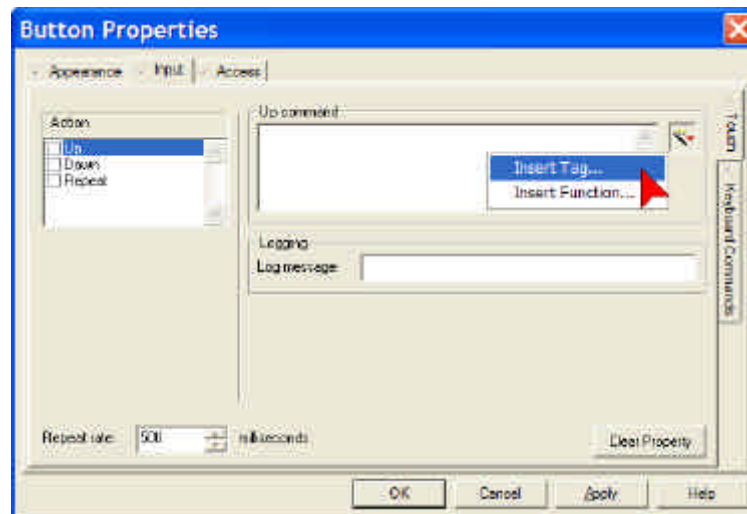 Button Properties
Appearance Input Access
Action
Up
Down
Repeat
Up command
Insert Tag...
Insert Function...
Logging
Log message
Repeat rate: 500 milliseconds
Clear Property
OK Cancel Apply Help
Touch
Keyboard Commands